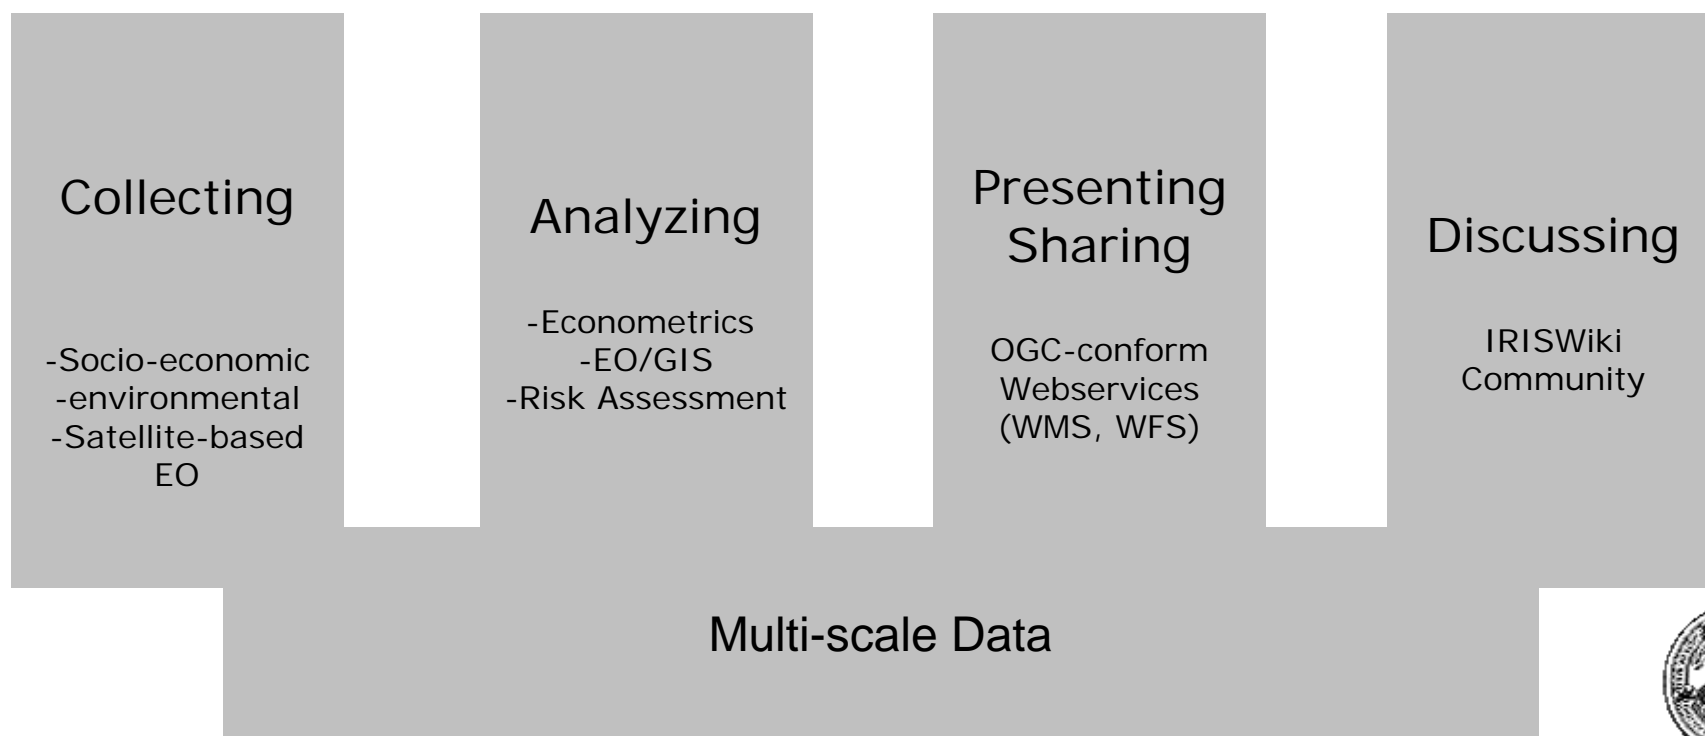 Collecting
-Socio-economic
-environmental
-Satellite-based
EO
Analyzing
-Econometrics
-EO/GIS
-Risk Assessment
Presenting
Sharing
OGC-conform
Webservices
(WMS, WFS)
Discussing
IRISWiki
Community
Multi-scale Data